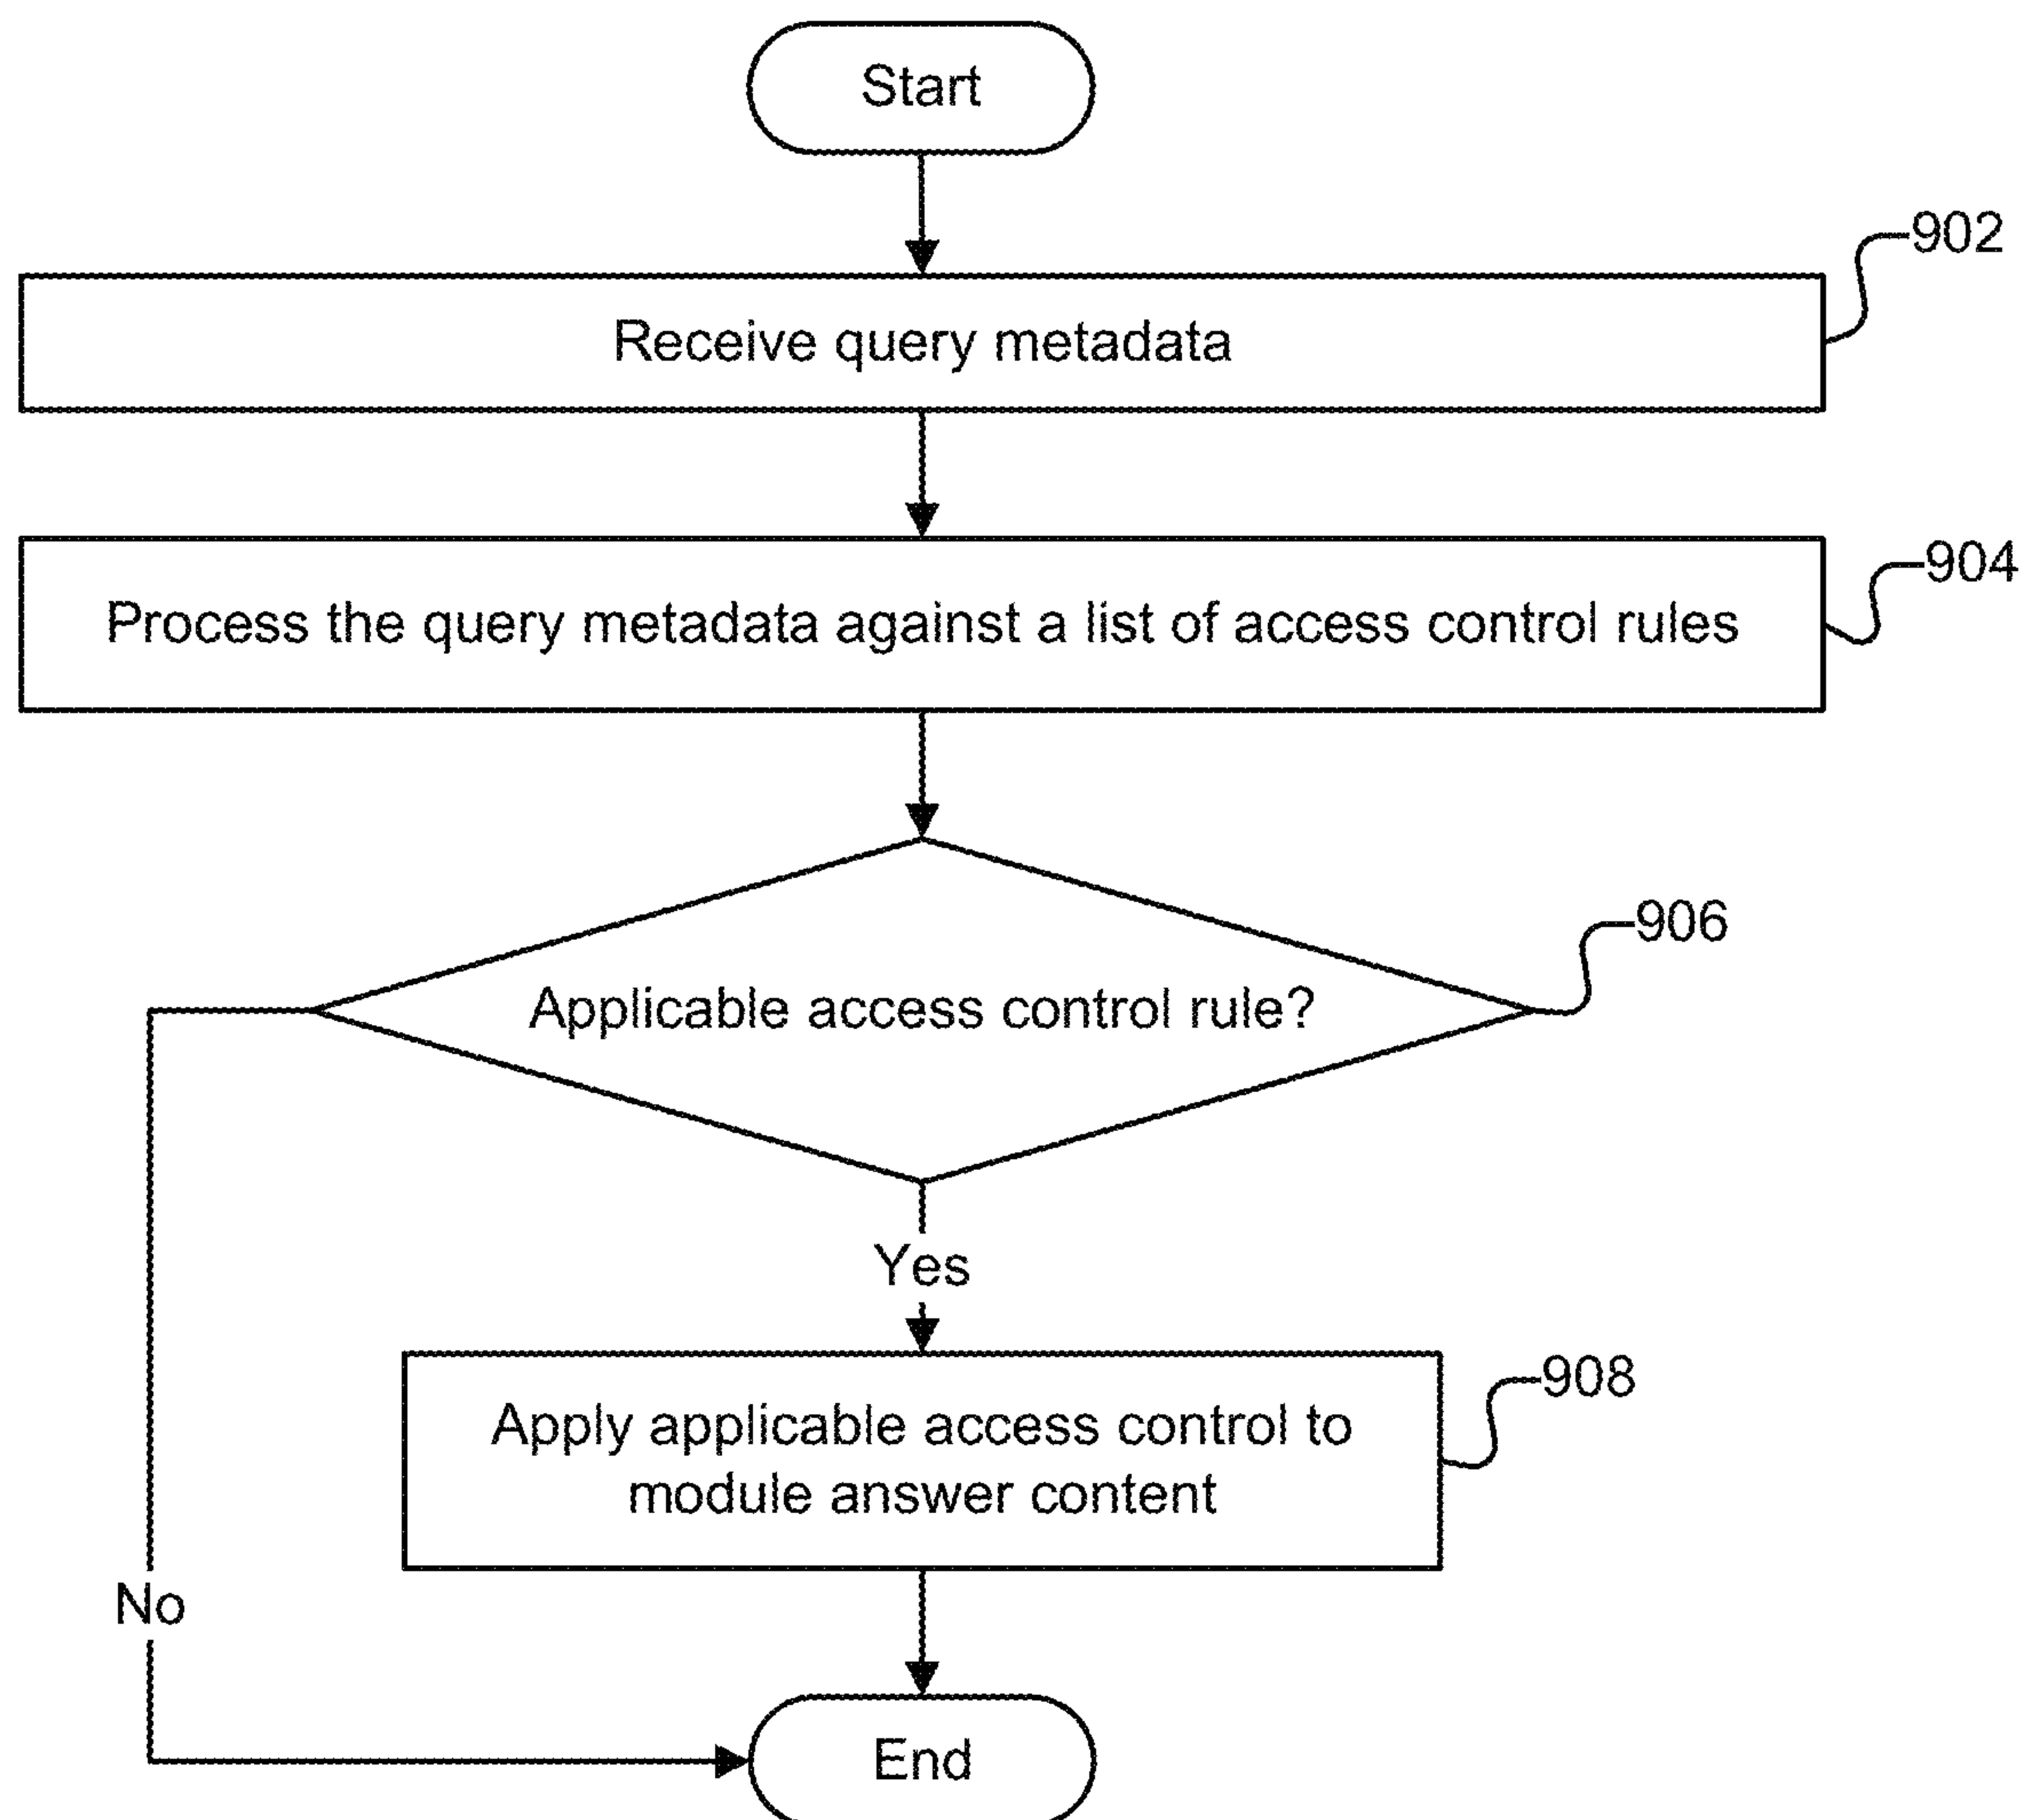 Start
902
Receive query metadata
904
Process the query metadata against a list of access control rules
906
Applicable access control rule?
Yes
908
Apply applicable access control to
module answer content
No
End